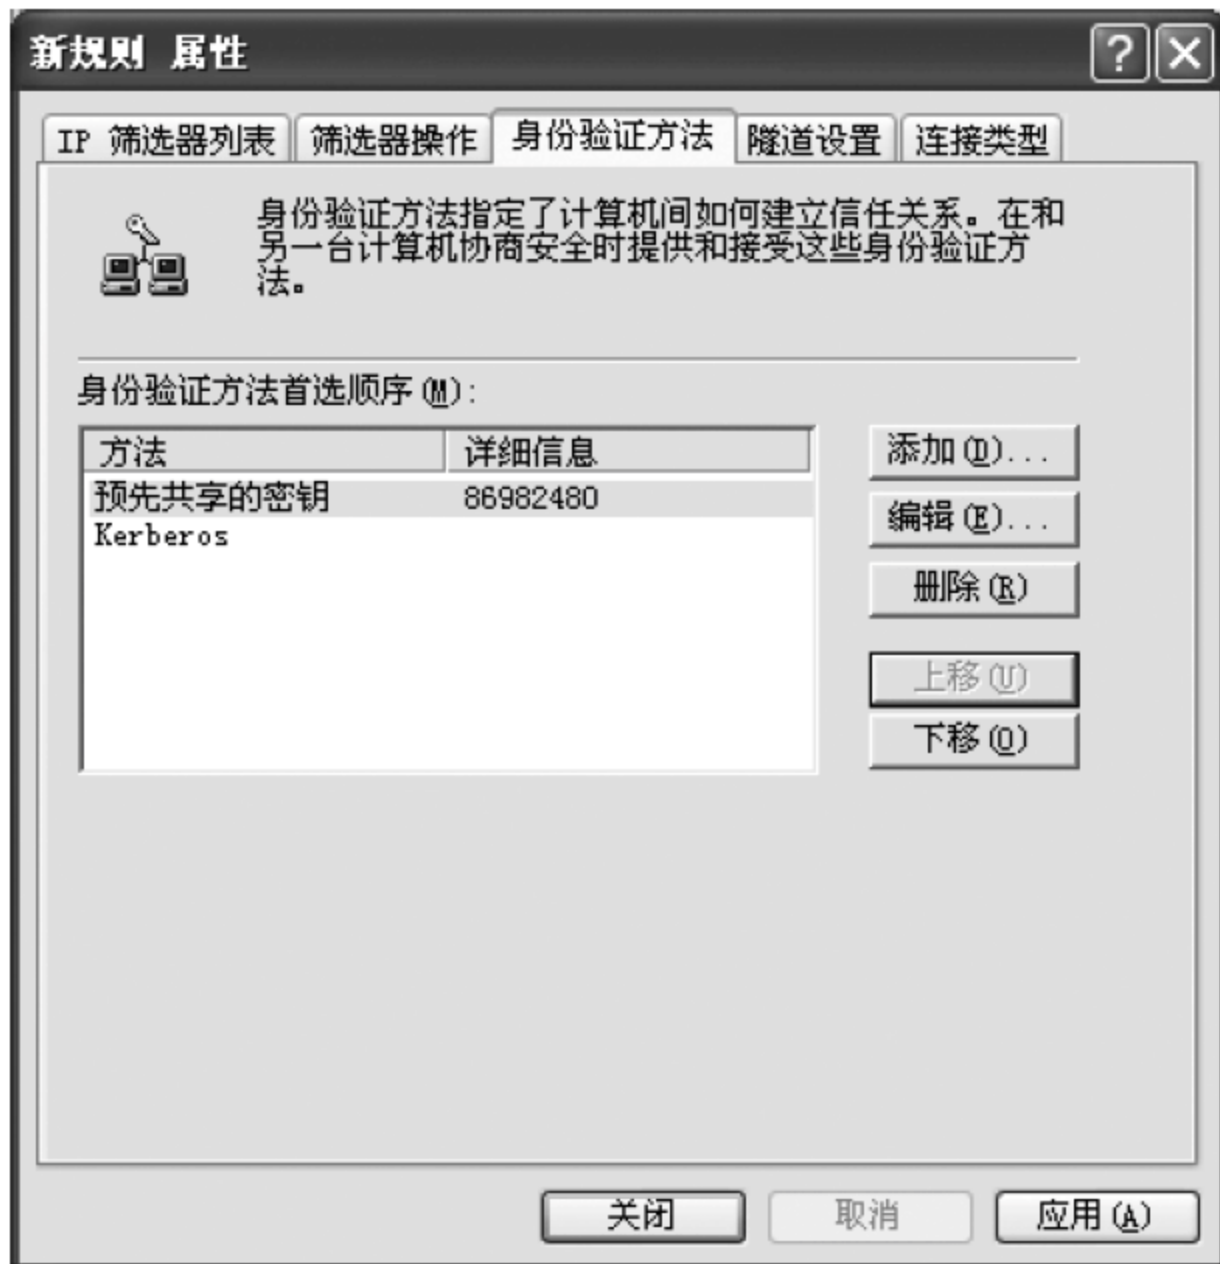 新规则 属性
IP 筛选器列表 筛选器操作 身份验证方法 隧道设置 连接类型
身份验证方法指定了计算机间如何建立信任关系。在和
另一台计算机协商安全时提供和接受这些身份验证方
法。
身份验证方法首选顺序(M):
方法 详细信息
预先共享的密钥 86982480
Kerberos
添加(D)...
编辑(E)...
删除(R)
上移(U)
下移(O)
关闭 取消 应用(A)